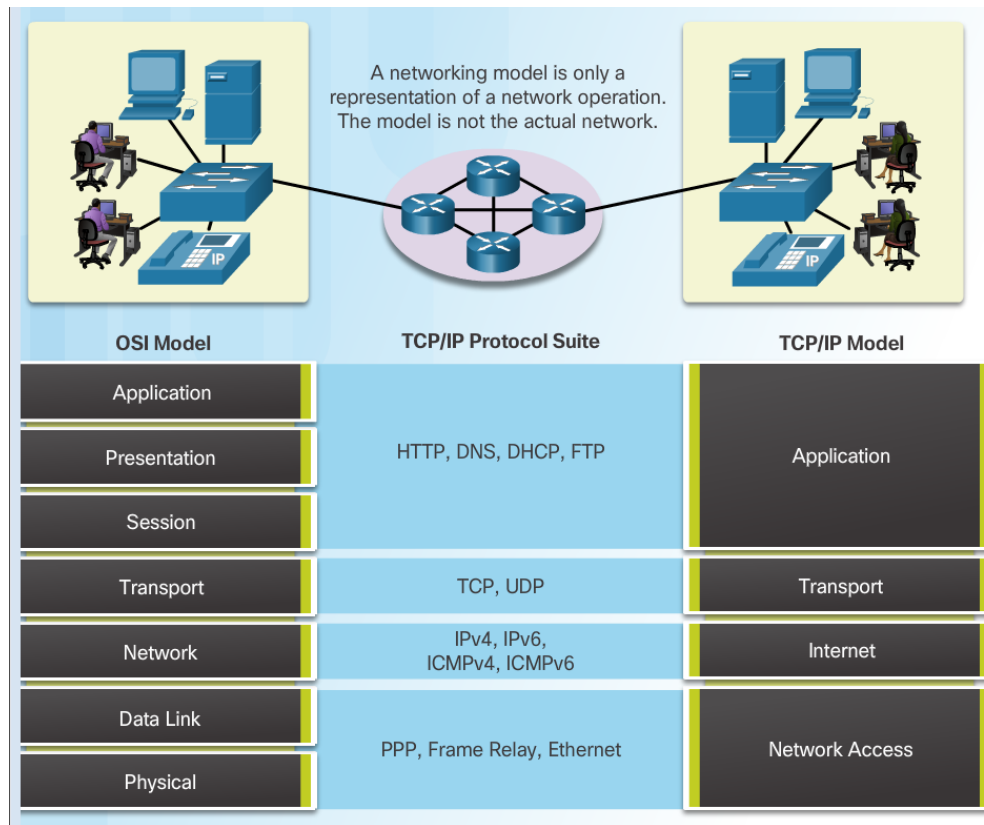 A networking model is only a
representation of a network operation.
The model is not the actual network.
IP
IP
OSI Model
TCP/IP Protocol Suite
TCP/IP Model
Application
Presentation
Session
HTTP, DNS, DHCP, FTP
Application
Transport
TCP, UDP
Transport
Network
IPv4, IPv6,
ICMPv4, ICMPv6
Internet
Data Link
Physical
PPP, Frame Relay, Ethernet
Network Access